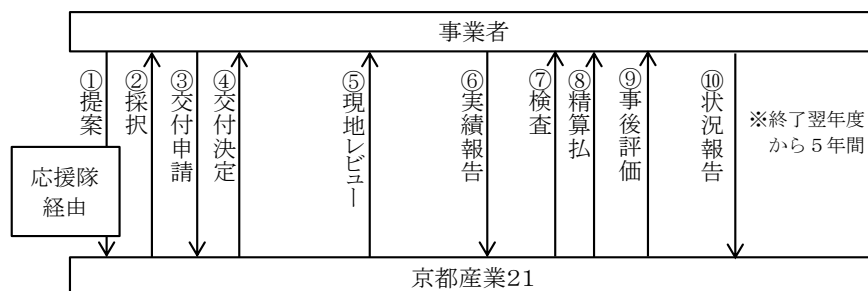 事業者
①提案
②採択
③交付申請
④交付決定
⑤現地レビュー
⑥実績報告
⑦検査
⑧精算払
⑨事後評価
⑩状況報告
※終了翌年度
から５年間
応援隊
経由
京都産業21